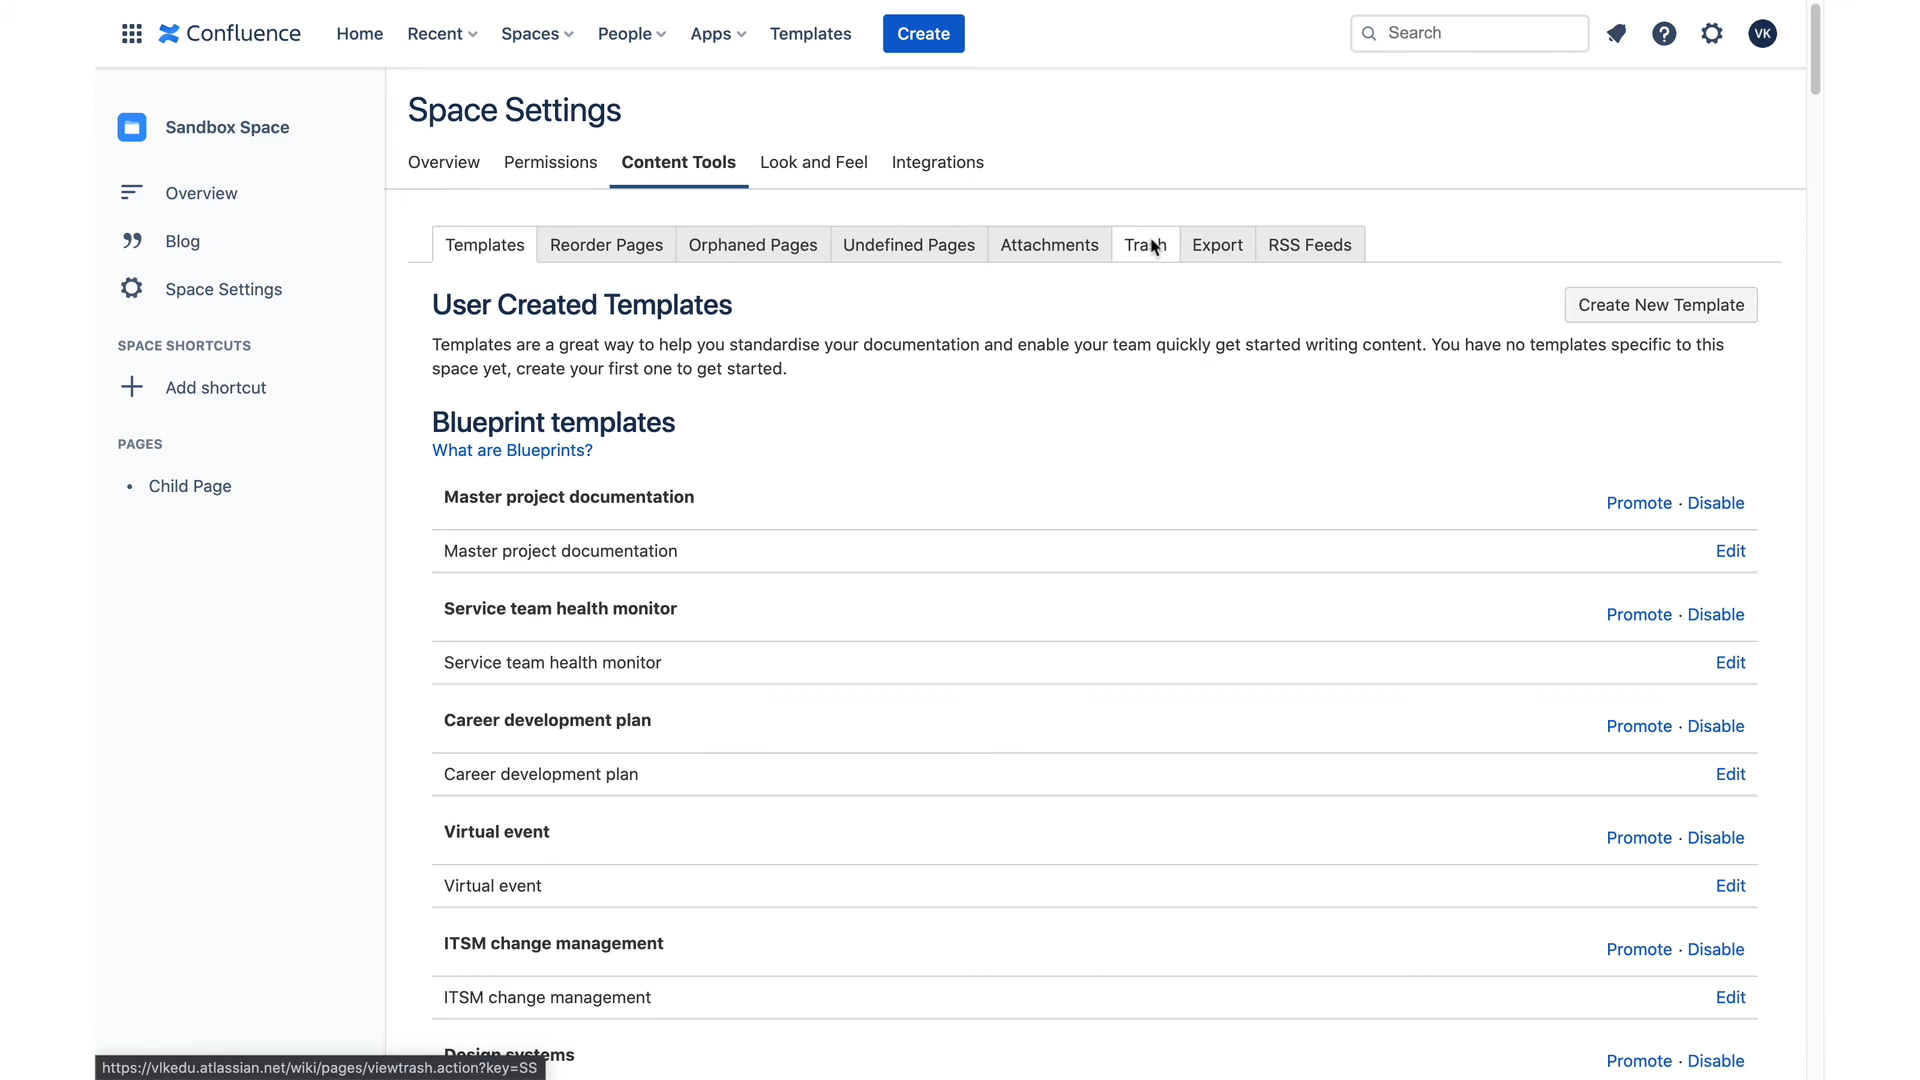 Confluence
Home
Recent
Spaces
People
Apps
Templates
Create
Search
VK
Sandbox Space
Overview
Blog
Space Settings
SPACE SHORTCUTS
Add shortcut
PAGES
• Child Page
Space Settings
Overview
Permissions
Content Tools
Look and Feel
Integrations
Templates
Reorder Pages
Orphaned Pages
Undefined Pages
Attachments
Trash
Export
RSS Feeds
User Created Templates
Create New Template
Templates are a great way to help you standardise your documentation and enable your team quickly get started writing content. You have no templates specific to this
space yet, create your first one to get started.
Blueprint templates
What are Blueprints?
Master project documentation
Promote · Disable
Master project documentation
Edit
Service team health monitor
Promote · Disable
Service team health monitor
Edit
Career development plan
Promote · Disable
Career development plan
Edit
Virtual event
Promote · Disable
Virtual event
Edit
ITSM change management
Promote · Disable
ITSM change management
Edit
Design systems
Promote · Disable
https://vlkedu.atlassian.net/wiki/pages/viewtrash.action?key=SS